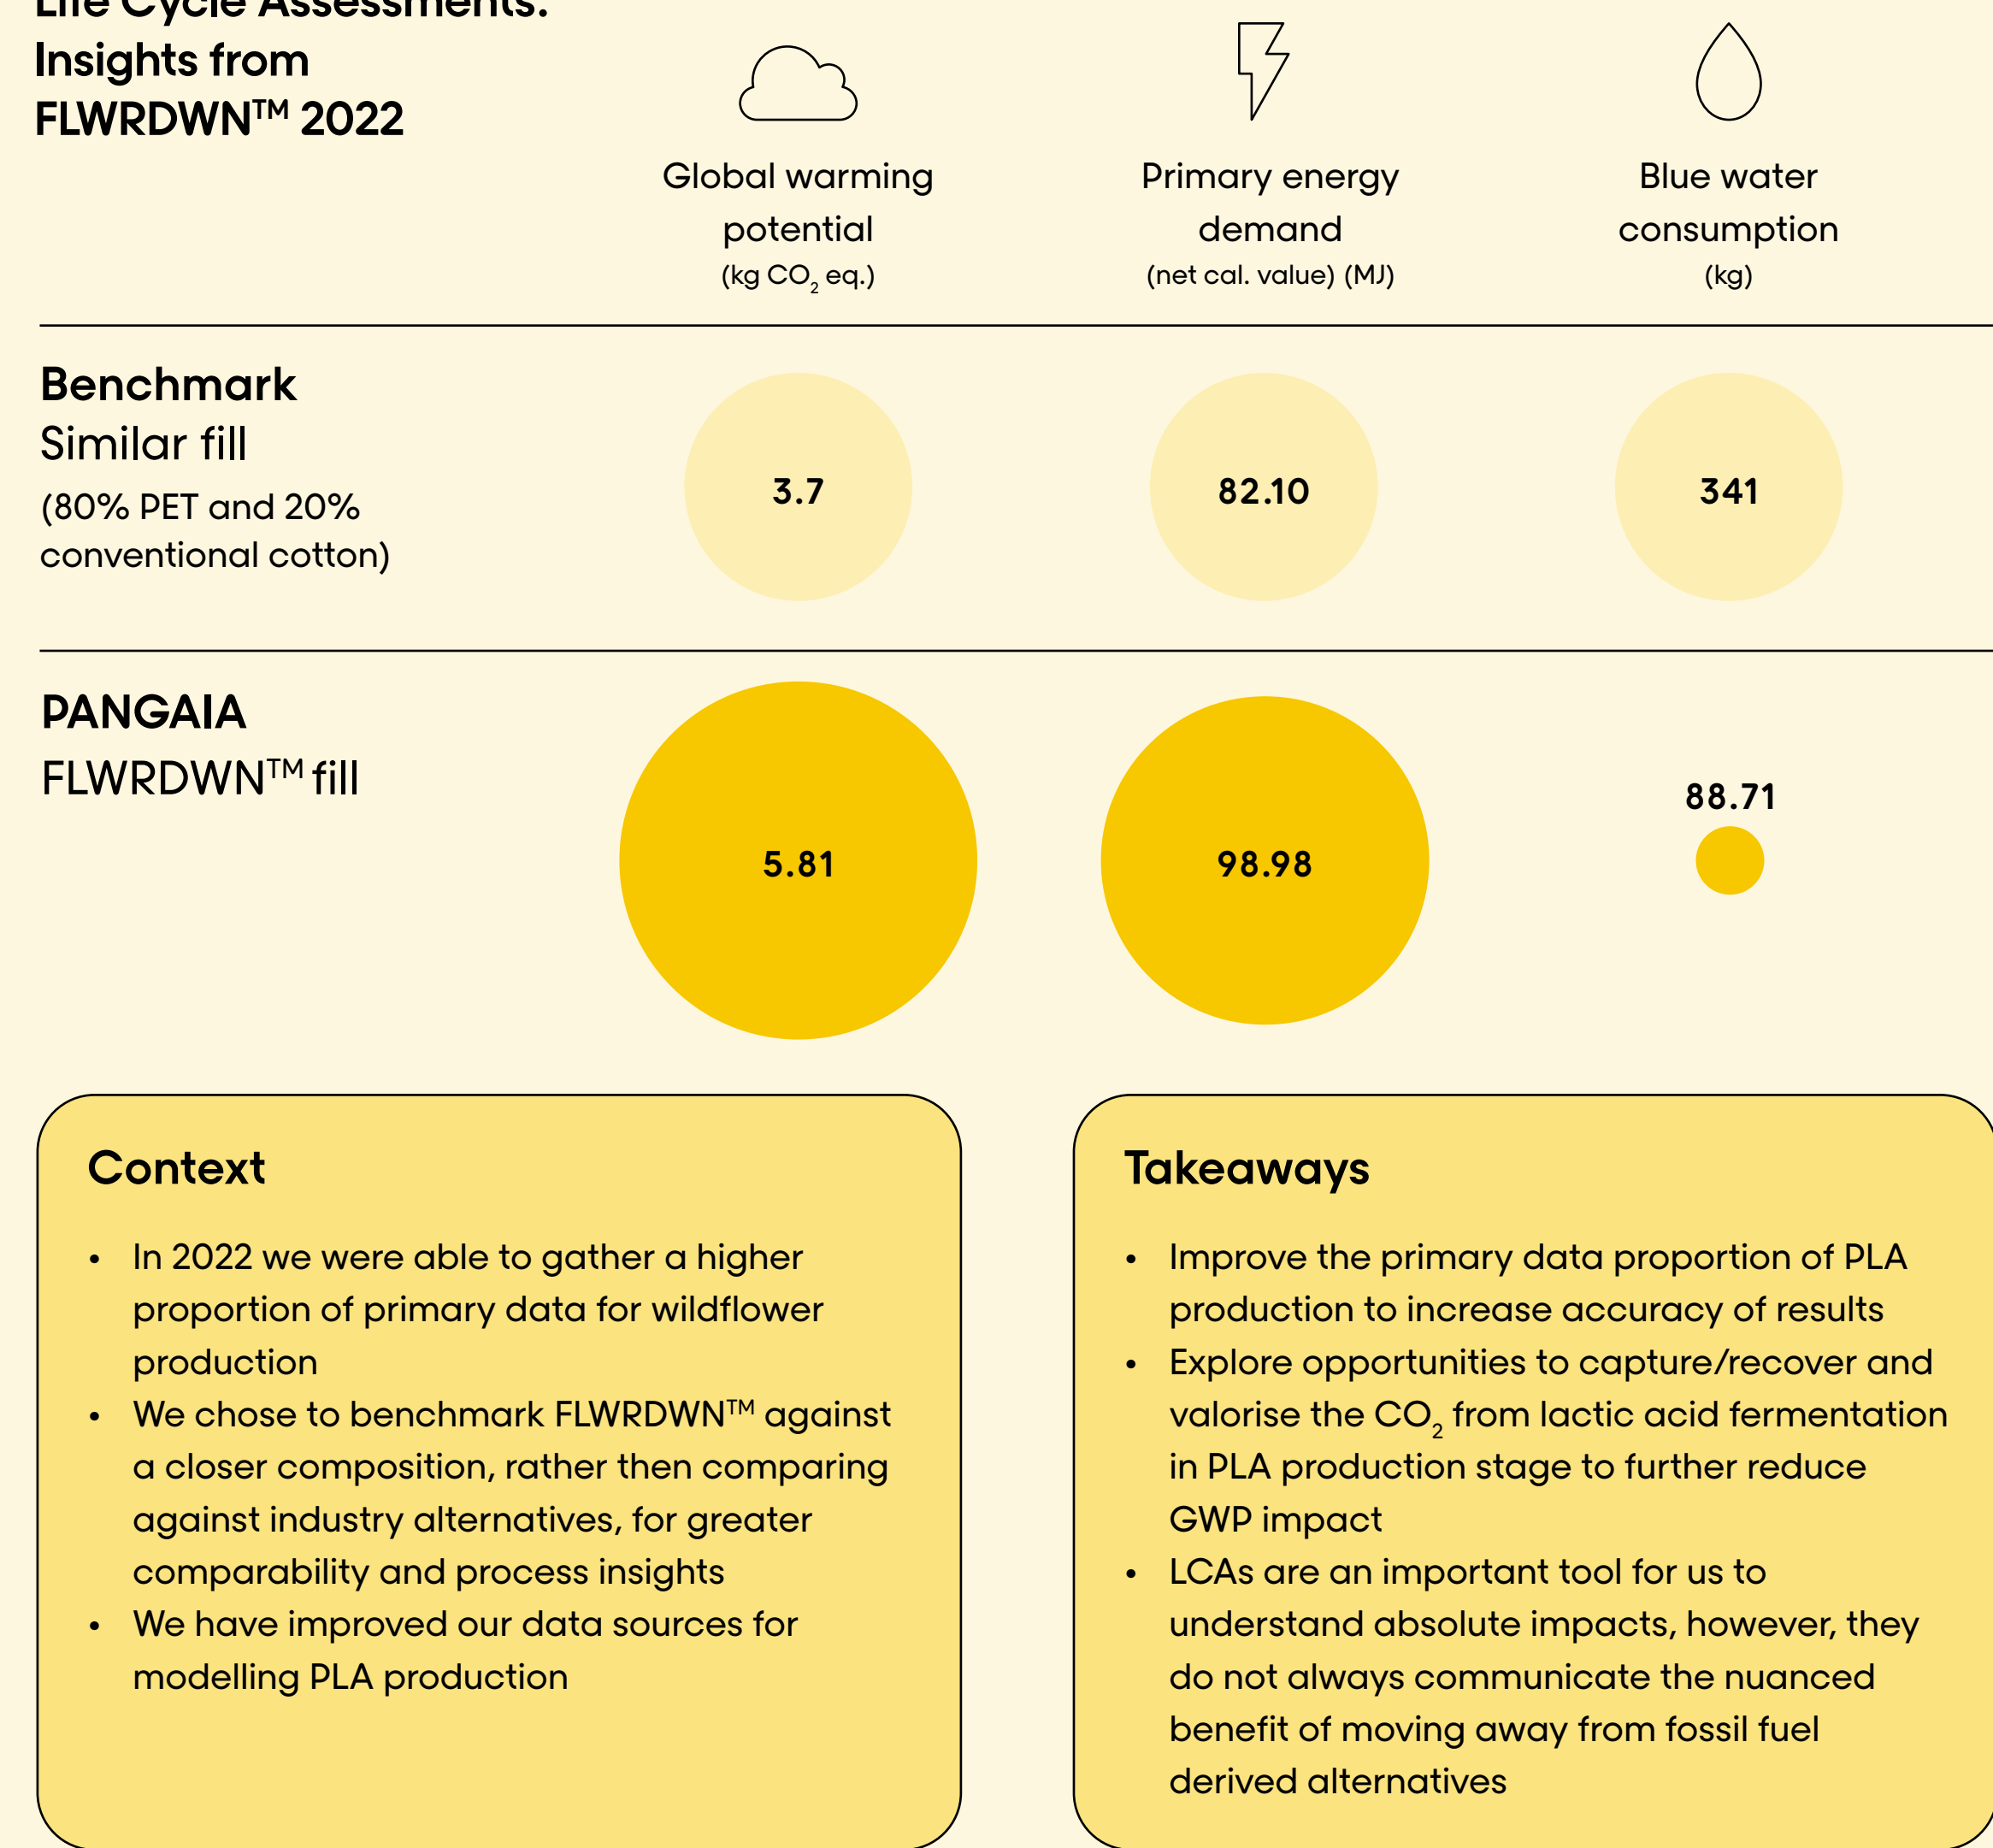 Life Cycle Assessments:
Insights from
FLWRDWN™ 2022
Global warming
potential
(kg CO₂ eq.)
Primary energy
demand
(net cal. value) (MJ)
Blue water
consumption
(kg)
Benchmark
Similar fill
(80% PET and 20%
conventional cotton)
3.7
82.10
341
PANGAIA
FLWRDWN™ fill
5.81
98.98
88.71
Context
• In 2022 we were able to gather a higher
proportion of primary data for wildflower
production
• We chose to benchmark FLWRDWN™ against
a closer composition, rather then comparing
against industry alternatives, for greater
comparability and process insights
• We have improved our data sources for
modelling PLA production
Takeaways
• Improve the primary data proportion of PLA
production to increase accuracy of results
• Explore opportunities to capture/recover and
valorise the CO₂ from lactic acid fermentation
in PLA production stage to further reduce
GWP impact
• LCAs are an important tool for us to
understand absolute impacts, however, they
do not always communicate the nuanced
benefit of moving away from fossil fuel
derived alternatives